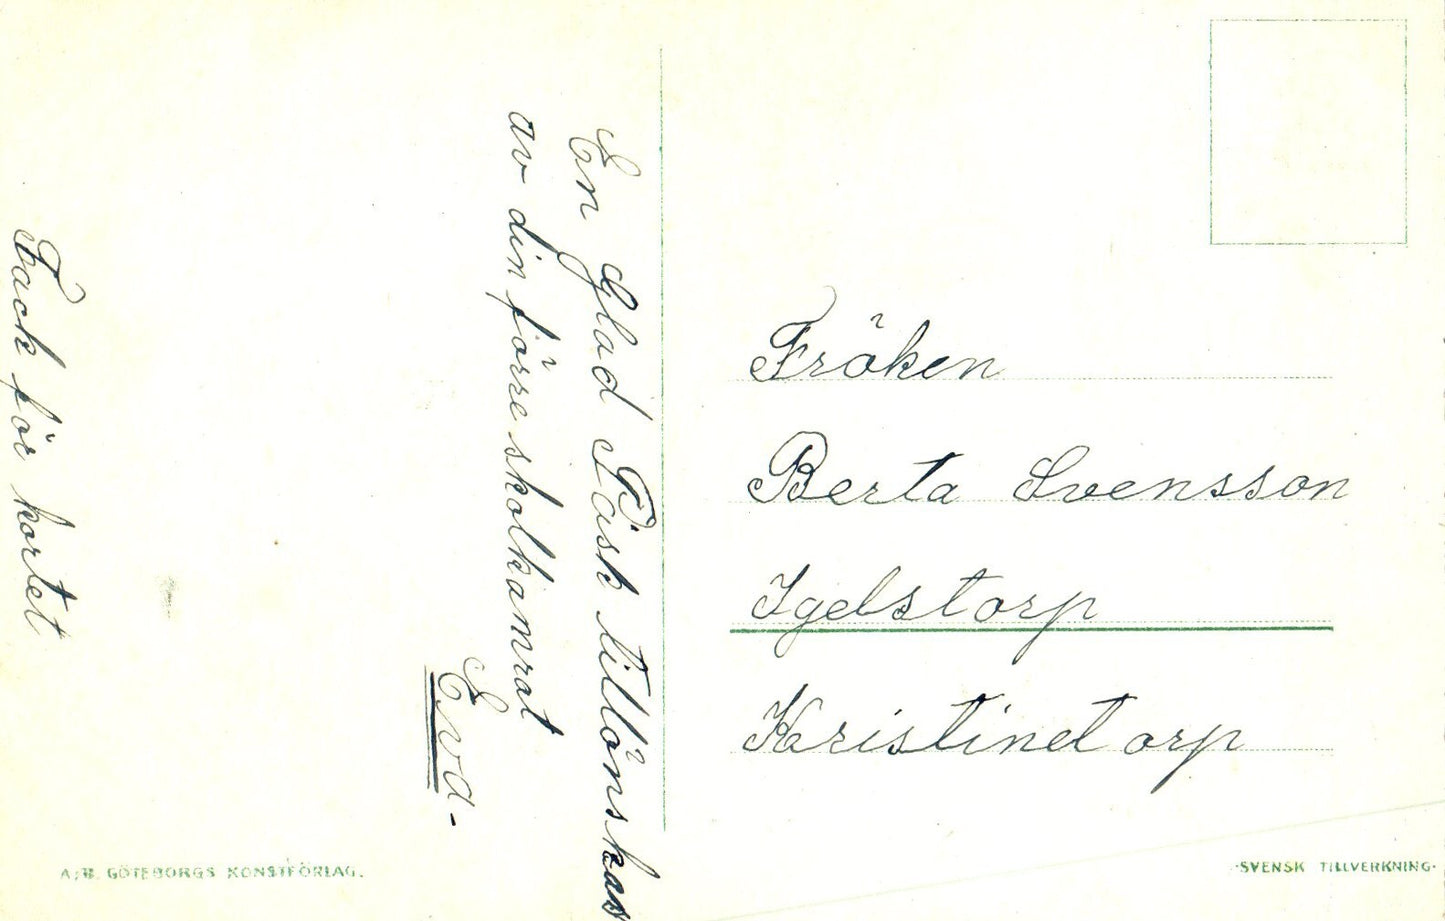 En glad Påsk tillönskas
av din förre skolkamrat
Eva-
Tack för kortet
Fröken
Berta Svensson
Igelstorp
Kristinetorp
A/B. GÖTEBORGS KONSTFÖRLAG.
·SVENSK TILLVERKNING·